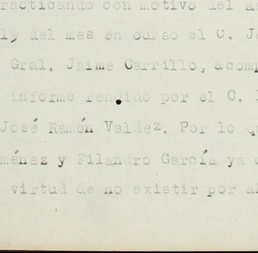 racticando con motivo del a
19 del mes en curso el C. J
Gral. Jaime Carrillo, acomp
informe rendido por el C.
José Ramón Valdez. Por lo q
ménez y Filandro García ya
virtud de no existir por a